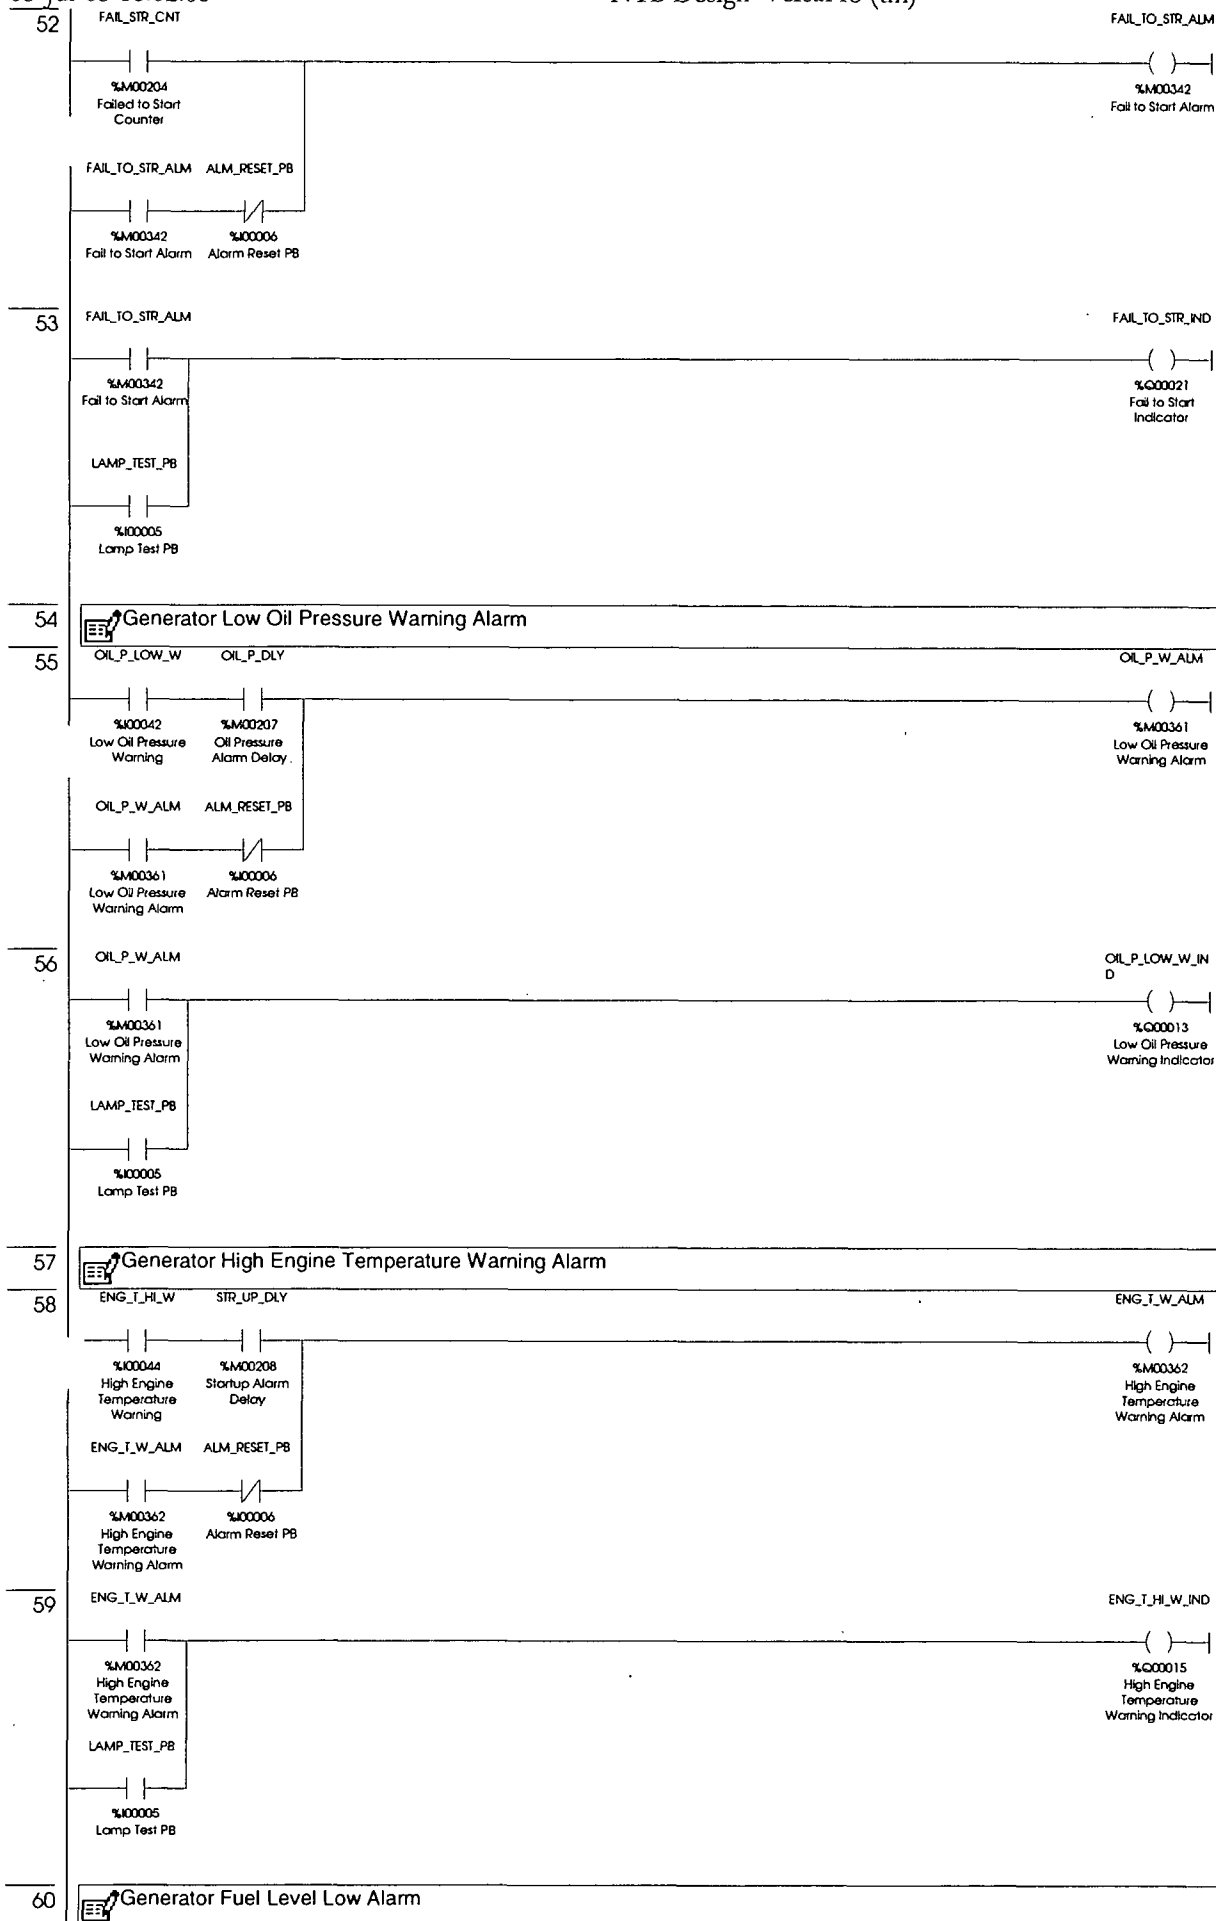 52
FAIL_STR_CNT
FAIL_TO_STR_ALM
%M00204
Failed to Start
Counter
%M00342
Fail to Start Alarm
FAIL_TO_STR_ALM ALM_RESET_PB
%M00342 %I00006
Fail to Start Alarm Alarm Reset PB
53
FAIL_TO_STR_ALM
FAIL_TO_STR_IND
%M00342
Fail to Start Alarm
%Q00021
Fail to Start
Indicator
LAMP_TEST_PB
%I00005
Lamp Test PB
54
Generator Low Oil Pressure Warning Alarm
55
OIL_P_LOW_W OIL_P_DLY
OIL_P_W_ALM
%I00042 %M00207
Low Oil Pressure Oil Pressure
Warning Alarm Delay
%M00361
Low Oil Pressure
Warning Alarm
OIL_P_W_ALM ALM_RESET_PB
%M00361 %I00006
Low Oil Pressure Alarm Reset PB
Warning Alarm
56
OIL_P_W_ALM
OIL_P_LOW_W_IN
D
%M00361
Low Oil Pressure
Warning Alarm
%Q00013
Low Oil Pressure
Warning Indicator
LAMP_TEST_PB
%I00005
Lamp Test PB
57
Generator High Engine Temperature Warning Alarm
58
ENG_T_HI_W STR_UP_DLY
ENG_T_W_ALM
%I00044 %M00208
High Engine Startup Alarm
Temperature Delay
Warning
%M00362
High Engine
Temperature
Warning Alarm
ENG_T_W_ALM ALM_RESET_PB
%M00362 %I00006
High Engine Alarm Reset PB
Temperature
Warning Alarm
59
ENG_T_W_ALM
ENG_T_HI_W_IND
%M00362
High Engine
Temperature
Warning Alarm
%Q00015
High Engine
Temperature
Warning Indicator
LAMP_TEST_PB
%I00005
Lamp Test PB
60
Generator Fuel Level Low Alarm